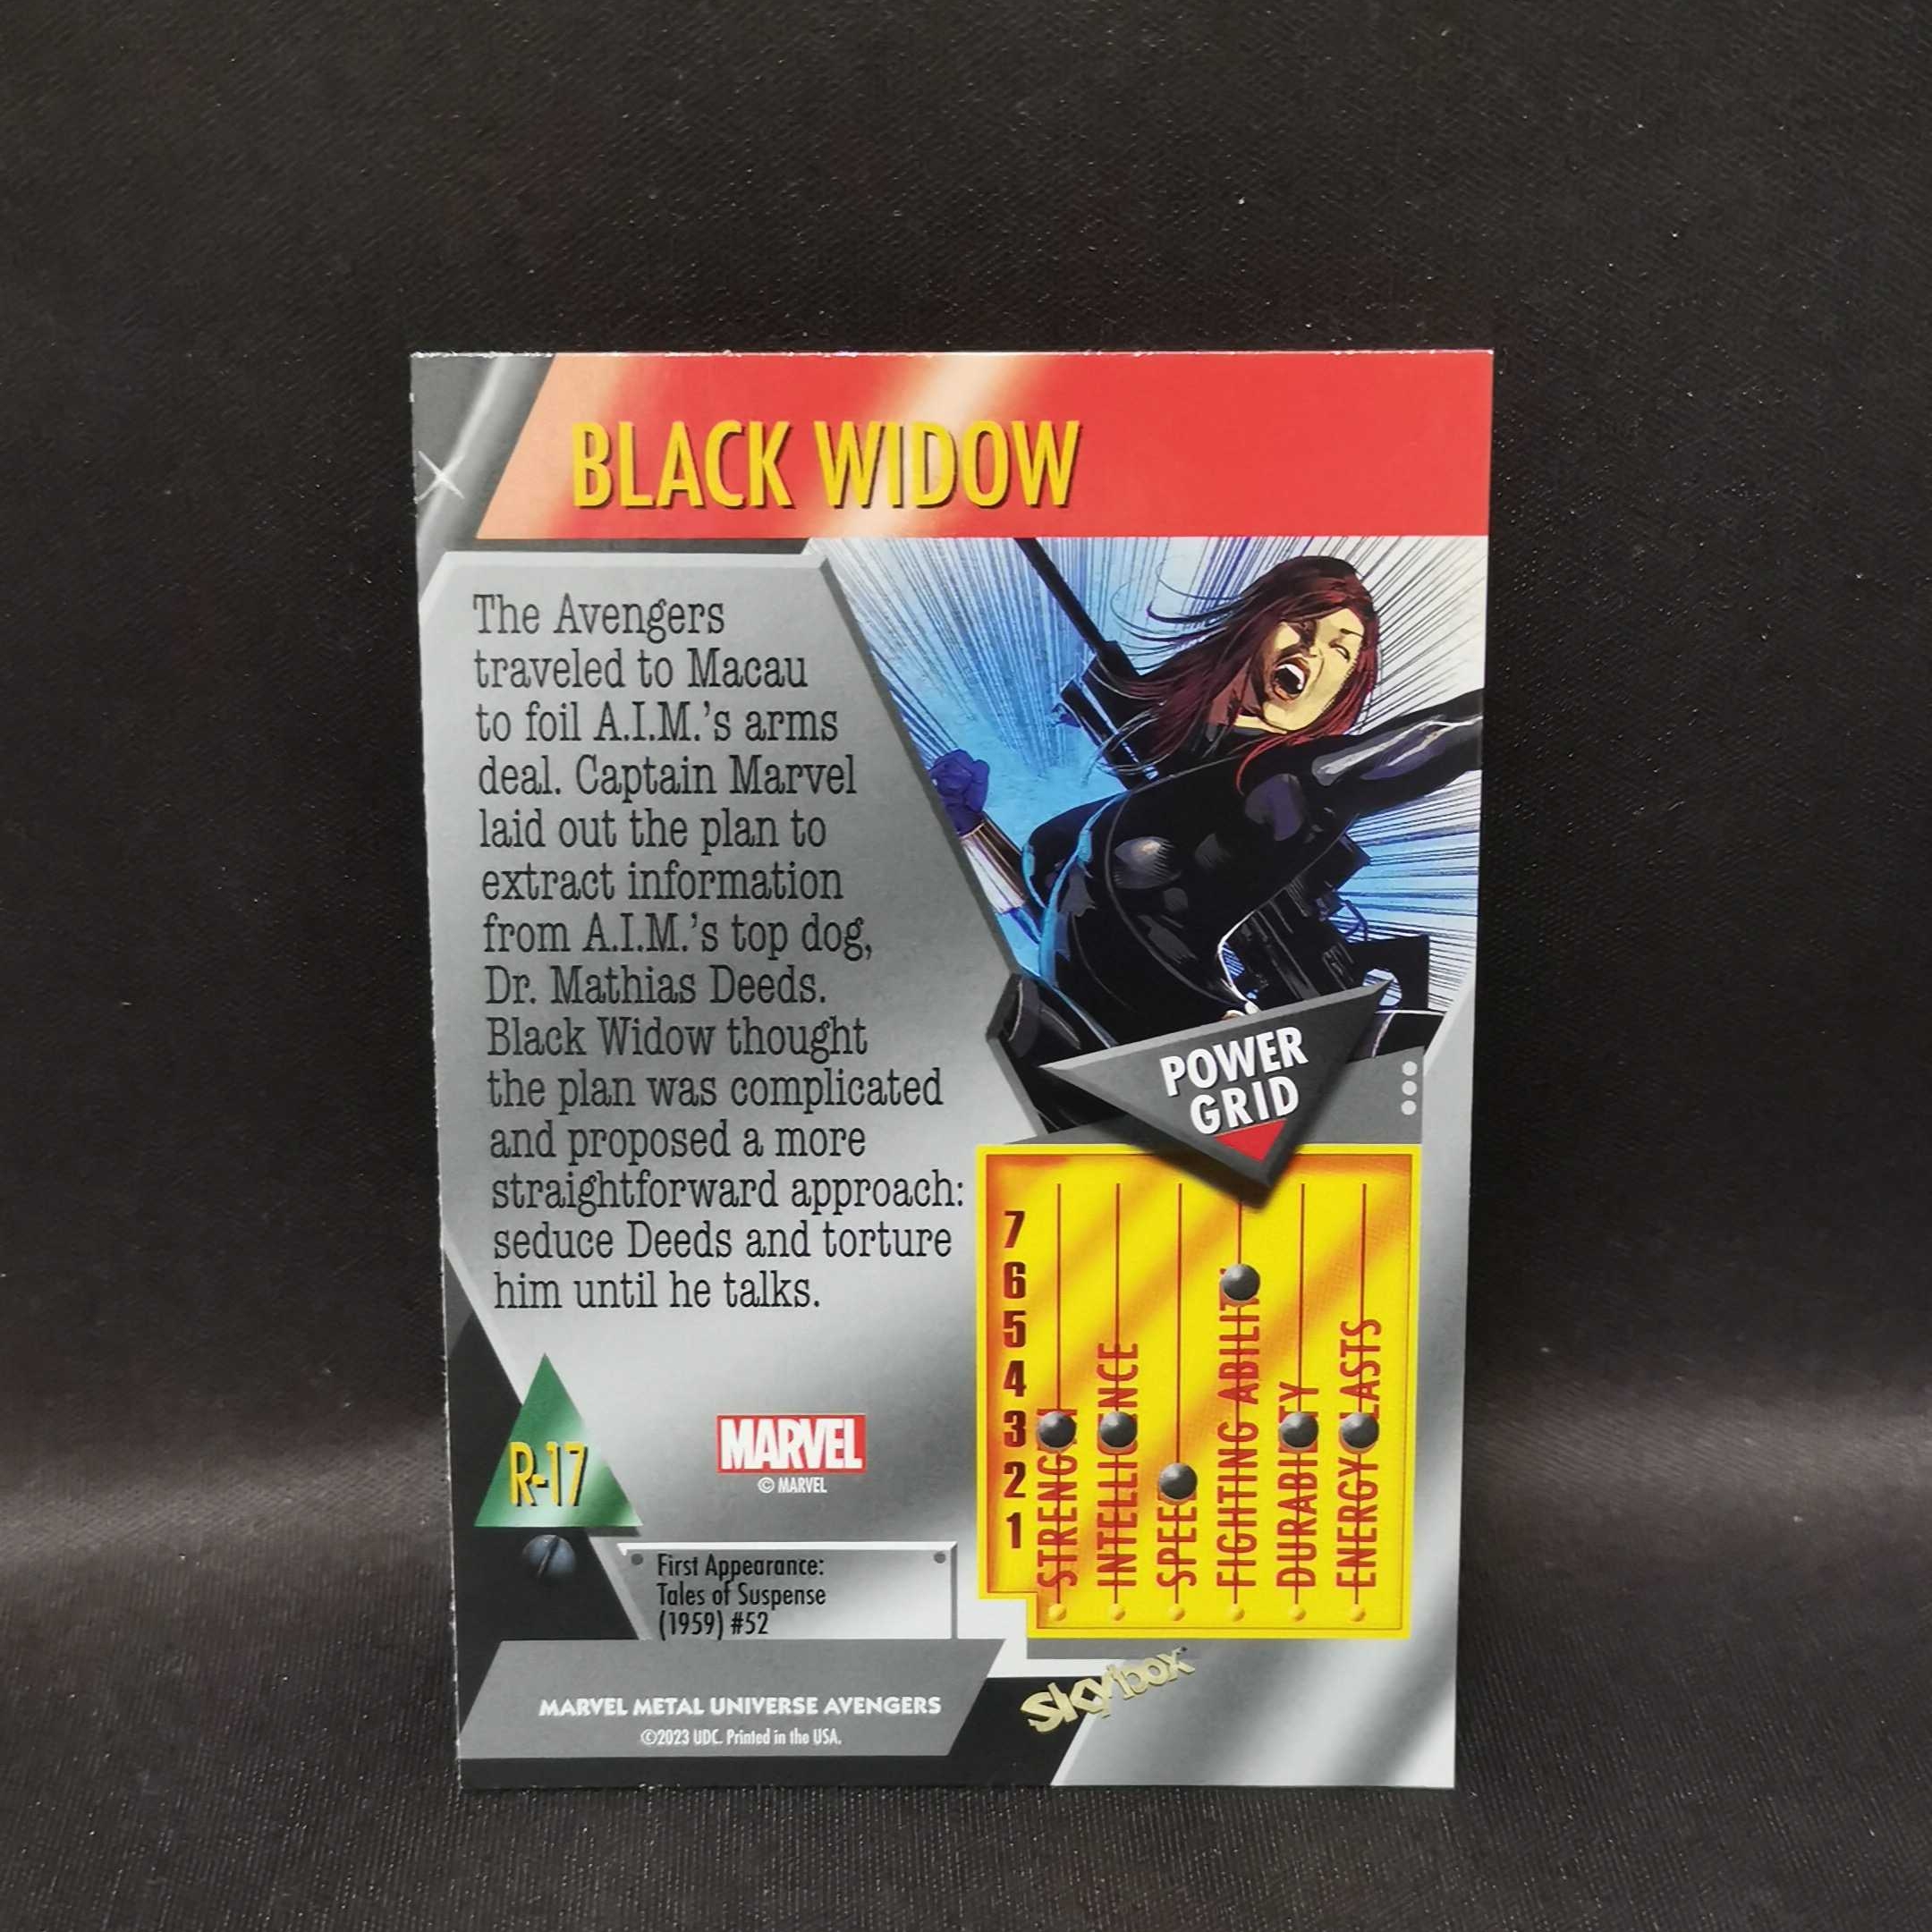 BLACK WIDOW
The Avengers
traveled to Macau
to foil A.I.M.'s arms
deal. Captain Marvel
laid out the plan to
extract information
from A.I.M.'s top dog,
Dr. Mathias Deeds.
Black Widow thought
the plan was complicated
and proposed a more
straightforward approach:
seduce Deeds and torture
him until he talks.
POWER
GRID
7
6
5
4
3
2
1
STRENGTH
INTELLIGENCE
SPEED
FIGHTING ABILITY
DURABILITY
ENERGY BLASTS
R-17
MARVEL
© MARVEL
First Appearance:
Tales of Suspense
(1959) #52
MARVEL METAL UNIVERSE AVENGERS
©2023 UDC. Printed in the USA.
Skybox